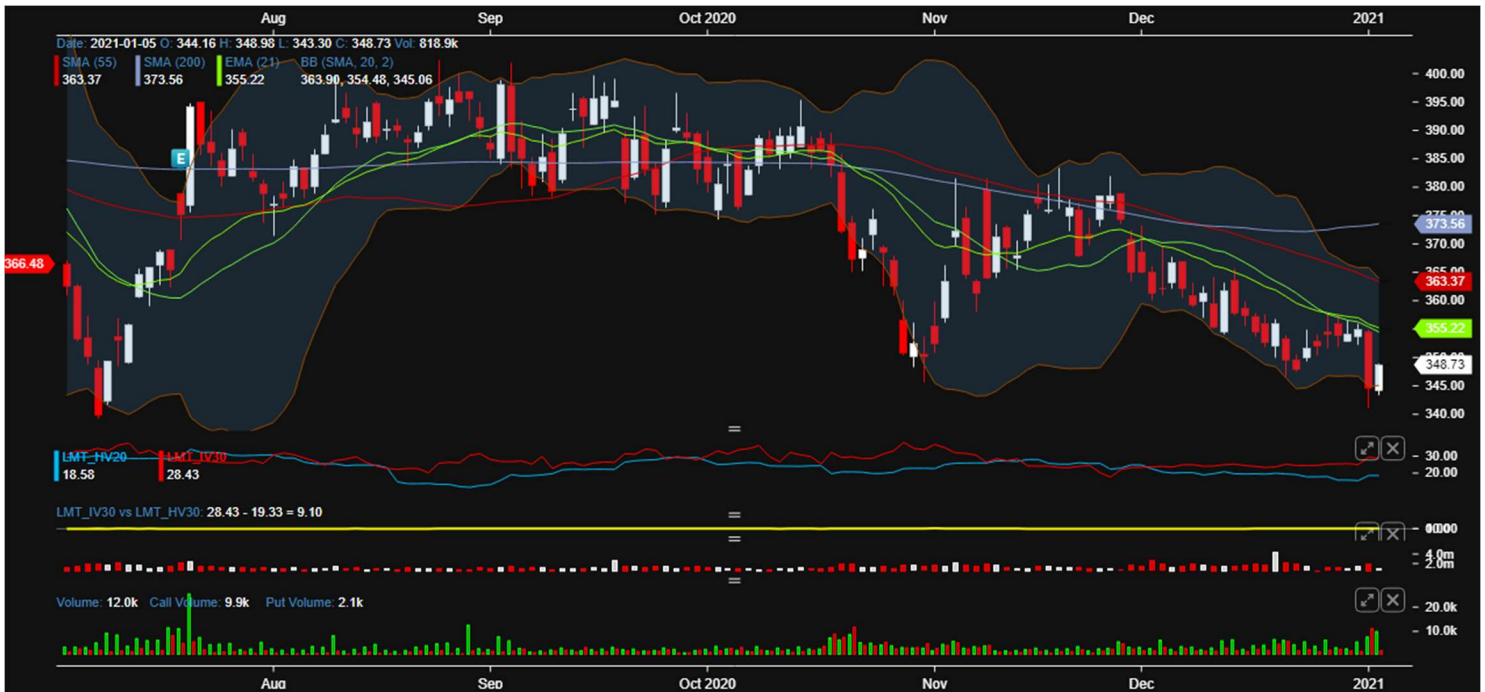 Aug Sep Oct 2020 Nov Dec 2021
Date: 2021-01-05 O: 344.16 H: 348.98 L: 343.30 C: 348.73 Vol: 818.9k
SMA (55) SMA (200) EMA (21) BB (SMA, 20, 2)
363.37 373.56 355.22 363.90, 354.48, 345.06
400.00
395.00
390.00
E
385.00
380.00
375.00
373.56
370.00
366.48
365.00
363.37
360.00
355.22
350.00
348.73
345.00
340.00
LMT_HV20 LMT_IV30
18.58 28.43
30.00
20.00
LMT_IV30 vs LMT_HV30: 28.43 - 19.33 = 9.10
4.0m
2.0m
Volume: 12.0k Call Volume: 9.9k Put Volume: 2.1k
20.0k
10.0k
Aug Sep Oct 2020 Nov Dec 2021